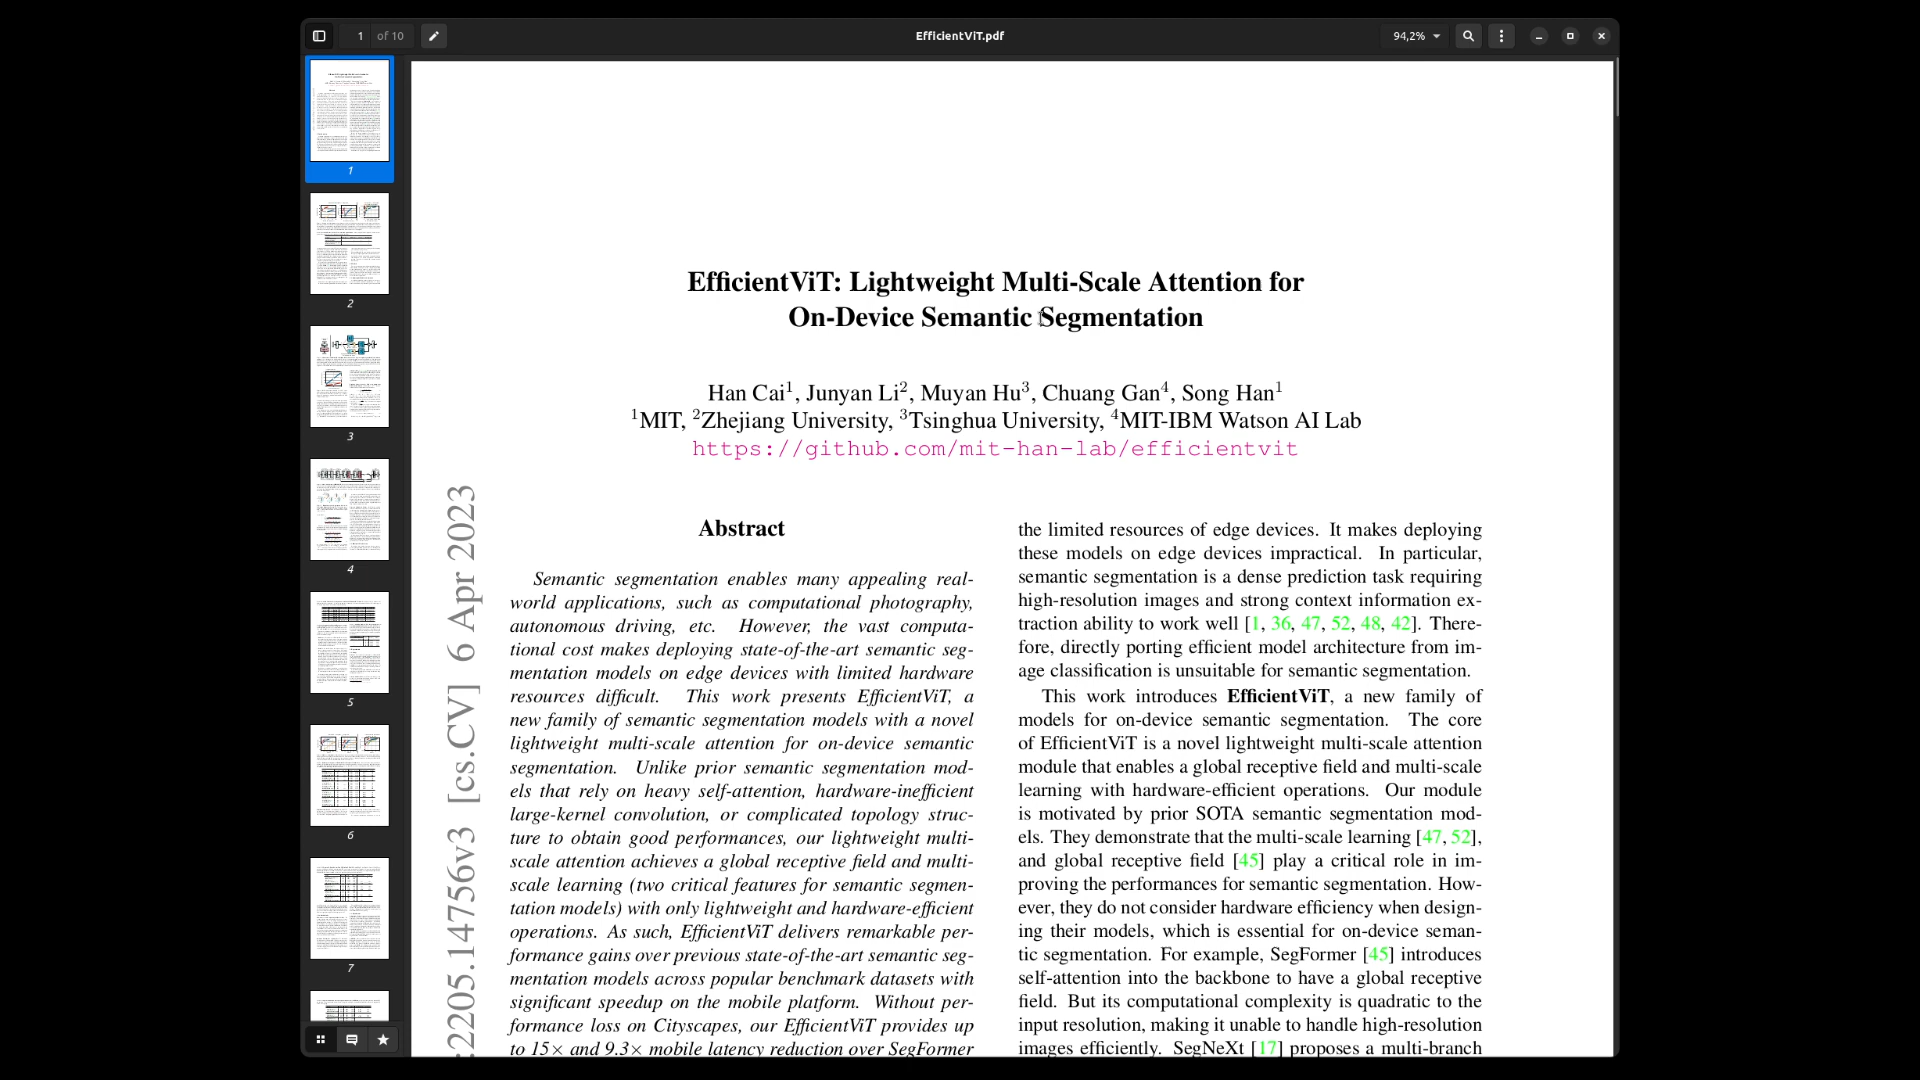 1 of 10
EfficientViT.pdf
94,2%
1
2
3
4
5
6
7
EfficientViT: Lightweight Multi-Scale Attention for
On-Device Semantic Segmentation
Han Cai1, Junyan Li2, Muyan Hu3, Chuang Gan4, Song Han1
1MIT, 2Zhejiang University, 3Tsinghua University, 4MIT-IBM Watson AI Lab
https://github.com/mit-han-lab/efficientvit
:2205.14756v3 [cs.CV] 6 Apr 2023
Abstract
Semantic segmentation enables many appealing real-
world applications, such as computational photography,
autonomous driving, etc. However, the vast computa-
tional cost makes deploying state-of-the-art semantic seg-
mentation models on edge devices with limited hardware
resources difficult. This work presents EfficientViT, a
new family of semantic segmentation models with a novel
lightweight multi-scale attention for on-device semantic
segmentation. Unlike prior semantic segmentation mod-
els that rely on heavy self-attention, hardware-inefficient
large-kernel convolution, or complicated topology struc-
ture to obtain good performances, our lightweight multi-
scale attention achieves a global receptive field and multi-
scale learning (two critical features for semantic segmen-
tation models) with only lightweight and hardware-efficient
operations. As such, EfficientViT delivers remarkable per-
formance gains over previous state-of-the-art semantic seg-
mentation models across popular benchmark datasets with
significant speedup on the mobile platform. Without per-
formance loss on Cityscapes, our EfficientViT provides up
to 15× and 9.3× mobile latency reduction over SegFormer
the limited resources of edge devices. It makes deploying
these models on edge devices impractical. In particular,
semantic segmentation is a dense prediction task requiring
high-resolution images and strong context information ex-
traction ability to work well [1, 36, 47, 52, 48, 42]. There-
fore, directly porting efficient model architecture from im-
age classification is unsuitable for semantic segmentation.
This work introduces EfficientViT, a new family of
models for on-device semantic segmentation. The core
of EfficientViT is a novel lightweight multi-scale attention
module that enables a global receptive field and multi-scale
learning with hardware-efficient operations. Our module
is motivated by prior SOTA semantic segmentation mod-
els. They demonstrate that the multi-scale learning [47, 52],
and global receptive field [45] play a critical role in im-
proving the performances for semantic segmentation. How-
ever, they do not consider hardware efficiency when design-
ing their models, which is essential for on-device seman-
tic segmentation. For example, SegFormer [45] introduces
self-attention into the backbone to have a global receptive
field. But its computational complexity is quadratic to the
input resolution, making it unable to handle high-resolution
images efficiently. SegNeXt [17] proposes a multi-branch